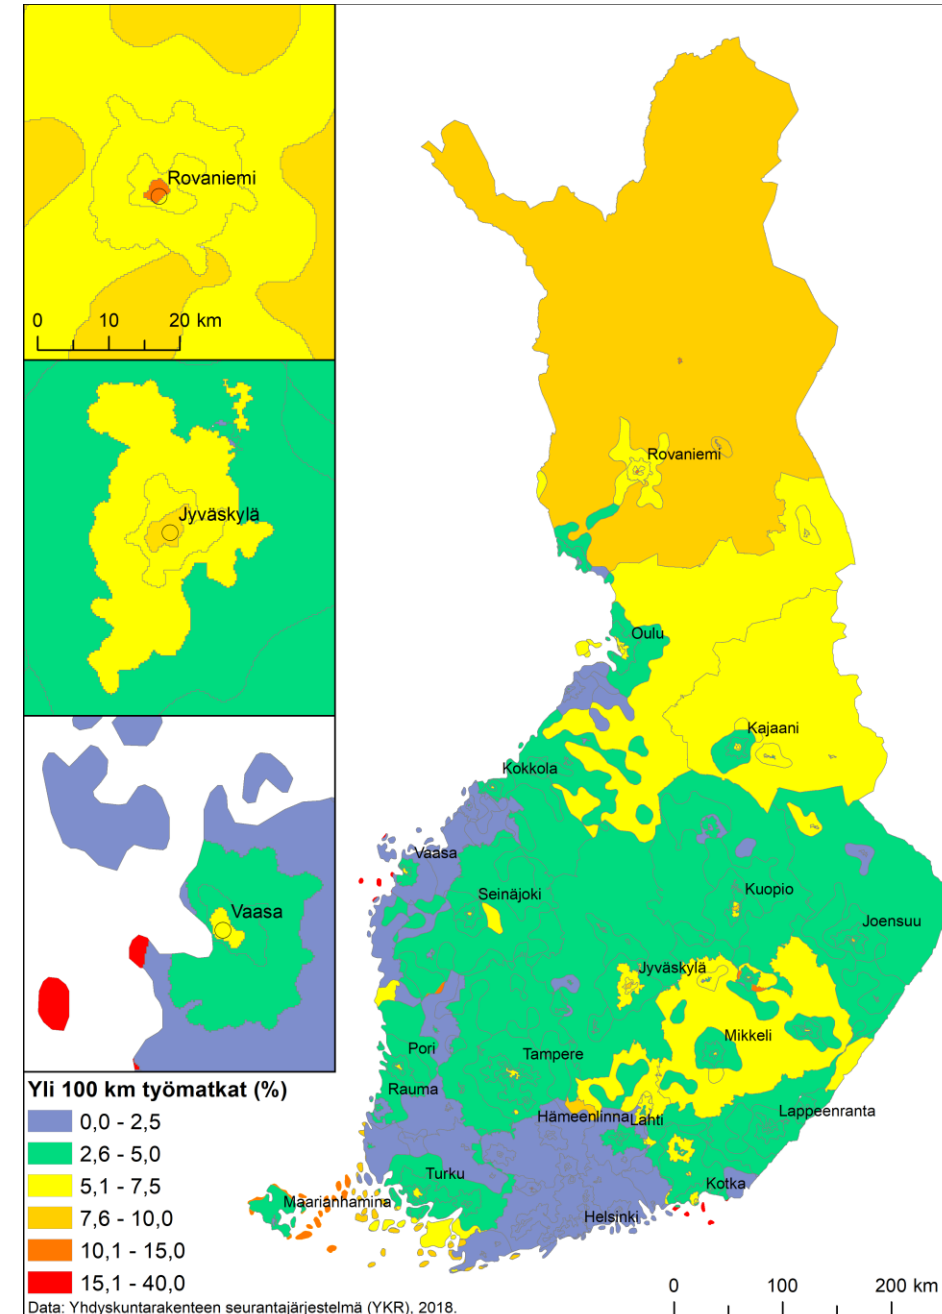 Rovaniemi
0 10 20 km
Jyväskylä
Vaasa
Yli 100 km työmatkat (%)
0,0 - 2,5
2,6 - 5,0
5,1 - 7,5
7,6 - 10,0
10,1 - 15,0
15,1 - 40,0
Data: Yhdyskuntarakenteen seurantajärjestelmä (YKR), 2018.
Rovaniemi
Oulu
Kajaani
Kokkola
Vaasa
Seinäjoki
Kuopio
Joensuu
Jyväskylä
Mikkeli
Pori
Tampere
Rauma
Hämeenlinna
Lahti
Lappeenranta
Turku
Kotka
Maarianhamina
Helsinki
0 100 200 km